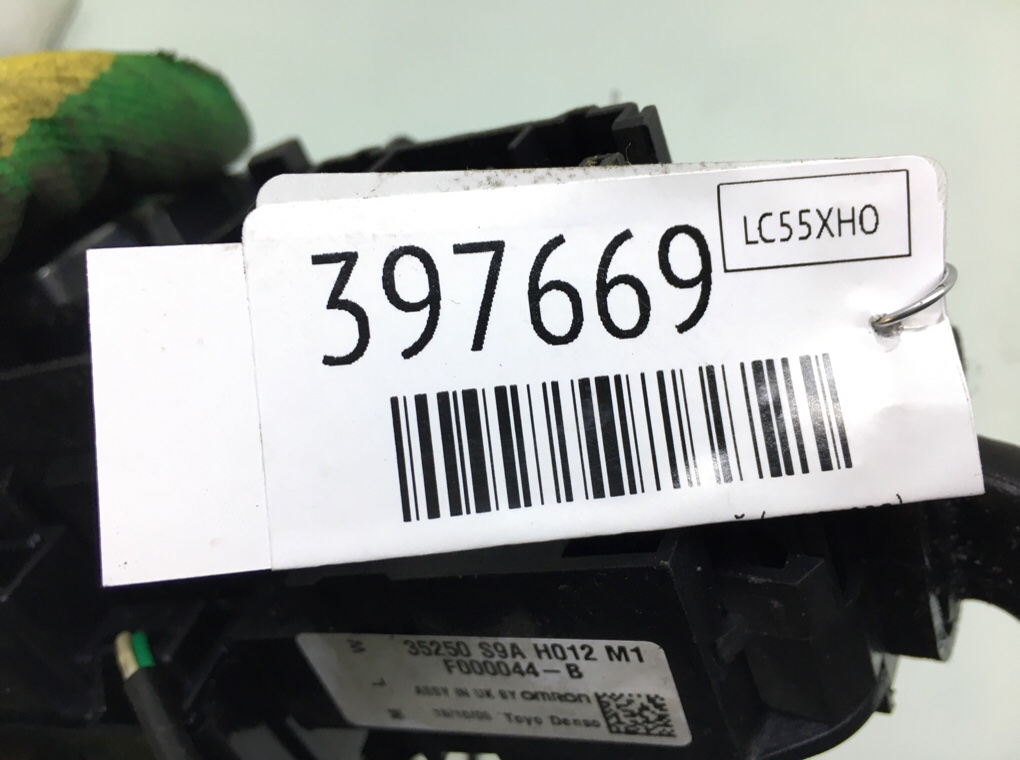 LC55XHO
397669
35250 S9A H012 M1
F000044-B
ASSY IN UK BY OMRON
Toyo Denso